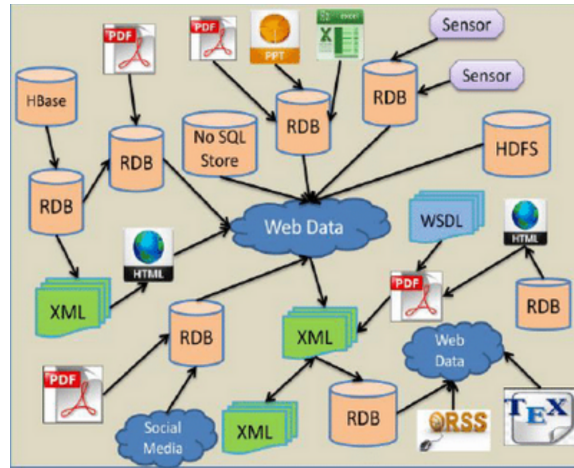 PDF
PDF
PPT
EXCEL
Sensor
Sensor
HBase
RDB
RDB
No SQL
Store
RDB
RDB
HDFS
Web Data
WSDL
HTML
HTML
XML
RDB
XML
PDF
RDB
PDF
Web
Data
Social
Media
XML
RDB
RSS
TEX